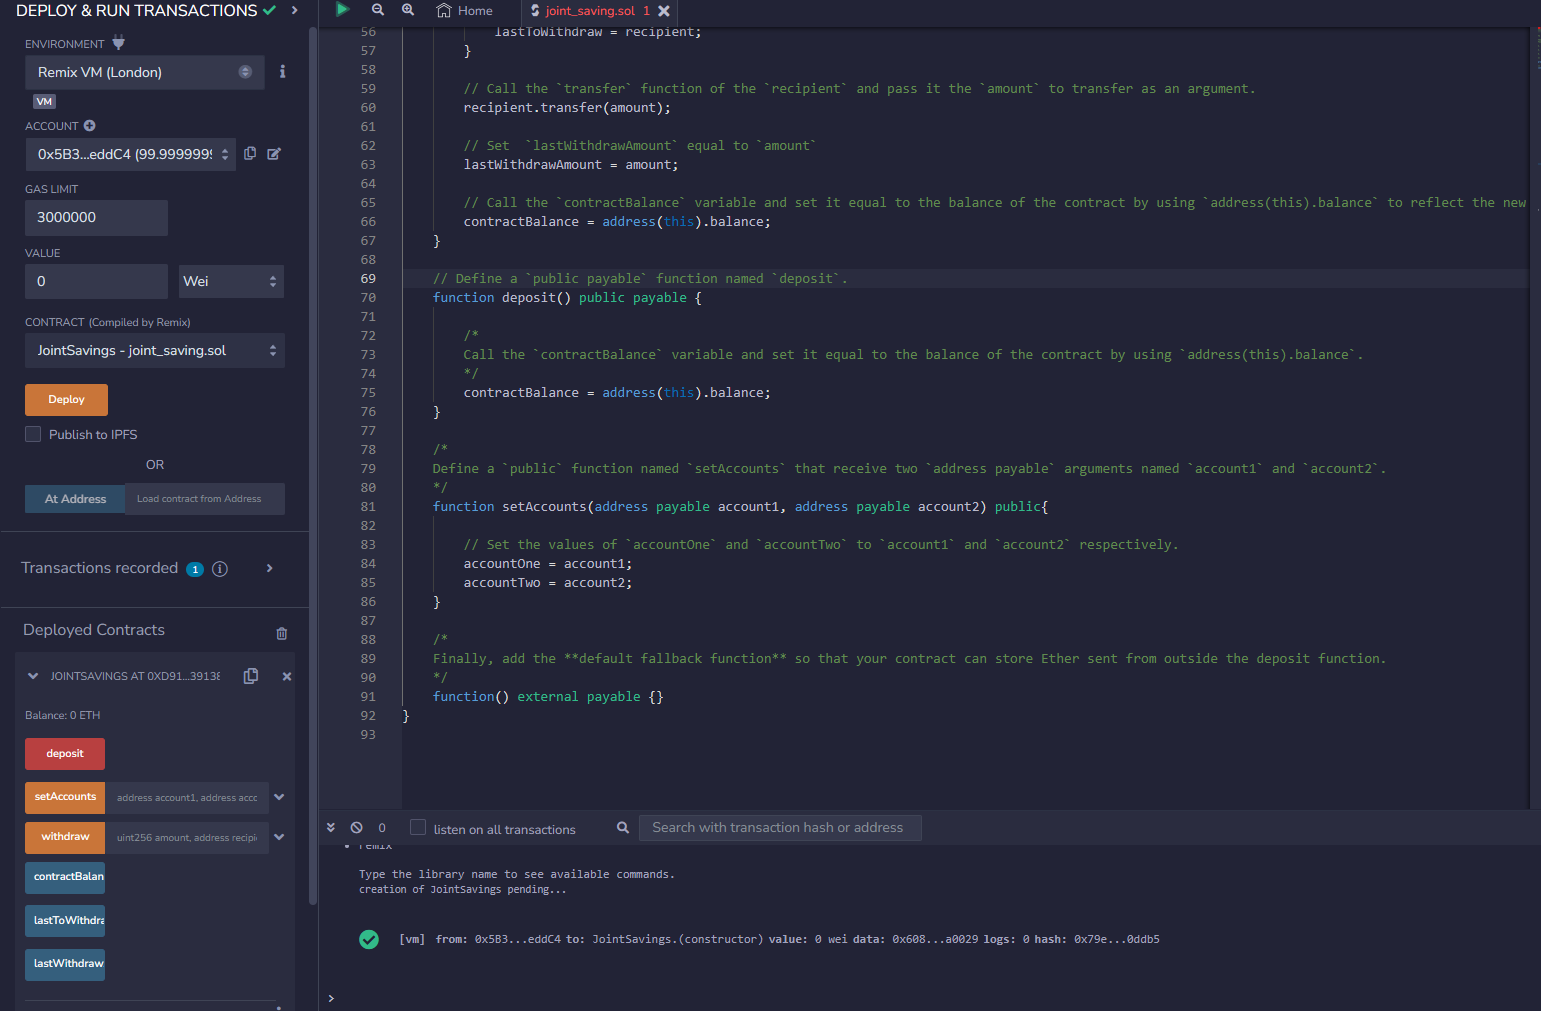 DEPLOY & RUN TRANSACTIONS
ENVIRONMENT
Remix VM (London)
VM
ACCOUNT
0x5B3...eddC4 (99.9999999
GAS LIMIT
3000000
VALUE
0
Wei
CONTRACT (Compiled by Remix)
JointSavings - joint_saving.sol
Deploy
Publish to IPFS
OR
At Address
Load contract from Address
Transactions recorded 1 i
Deployed Contracts
JOINTSAVINGS AT 0XD91...39138
Balance: 0 ETH
deposit
setAccounts
address account1, address acco
withdraw
uint256 amount, address recipi
contractBalan
lastToWithdra
lastWithdraw
Home
joint_saving.sol 1
56 lastToWithdraw = recipient;
57 }
58
59 // Call the `transfer` function of the `recipient` and pass it the `amount` to transfer as an argument.
60 recipient.transfer(amount);
61
62 // Set  `lastWithdrawAmount` equal to `amount`
63 lastWithdrawAmount = amount;
64
65 // Call the `contractBalance` variable and set it equal to the balance of the contract by using `address(this).balance` to reflect the new
66 contractBalance = address(this).balance;
67 }
68
69 // Define a `public payable` function named `deposit`.
70 function deposit() public payable {
71
72 /*
73 Call the `contractBalance` variable and set it equal to the balance of the contract by using `address(this).balance`.
74 */
75 contractBalance = address(this).balance;
76 }
77
78 /*
79 Define a `public` function named `setAccounts` that receive two `address payable` arguments named `account1` and `account2`.
80 */
81 function setAccounts(address payable account1, address payable account2) public{
82
83 // Set the values of `accountOne` and `accountTwo` to `account1` and `account2` respectively.
84 accountOne = account1;
85 accountTwo = account2;
86 }
87
88 /*
89 Finally, add the **default fallback function** so that your contract can store Ether sent from outside the deposit function.
90 */
91 function() external payable {}
92 }
93
0
listen on all transactions
Search with transaction hash or address
remix
Type the library name to see available commands.
creation of JointSavings pending...
[vm] from: 0x5B3...eddC4 to: JointSavings.(constructor) value: 0 wei data: 0x608...a0029 logs: 0 hash: 0x79e...0ddb5
>